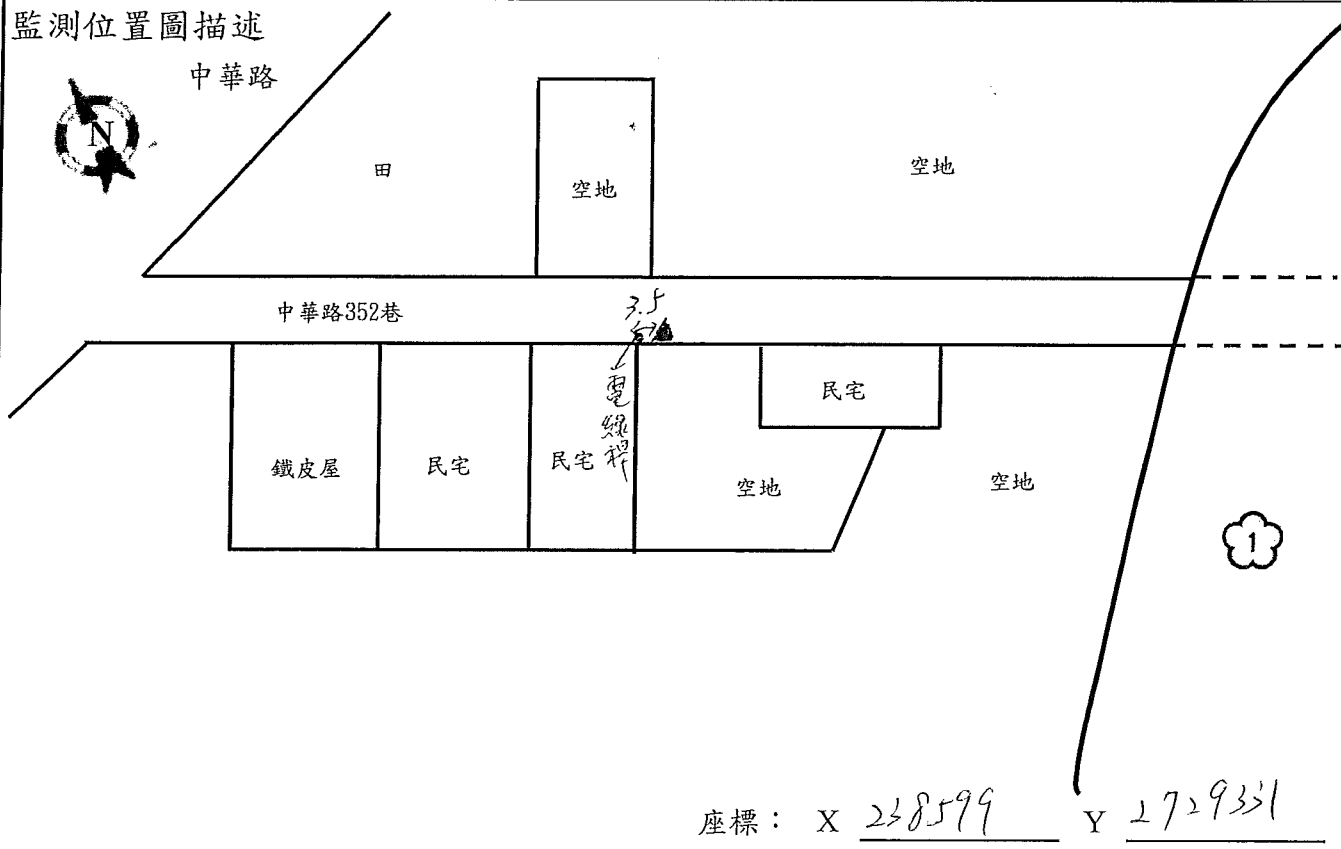 監測位置圖描述
中華路
N
田
空地
空地
中華路352巷
3.5
電線桿
鐵皮屋
民宅
民宅
空地
民宅
空地
1
座標： X 238599 Y 2729331